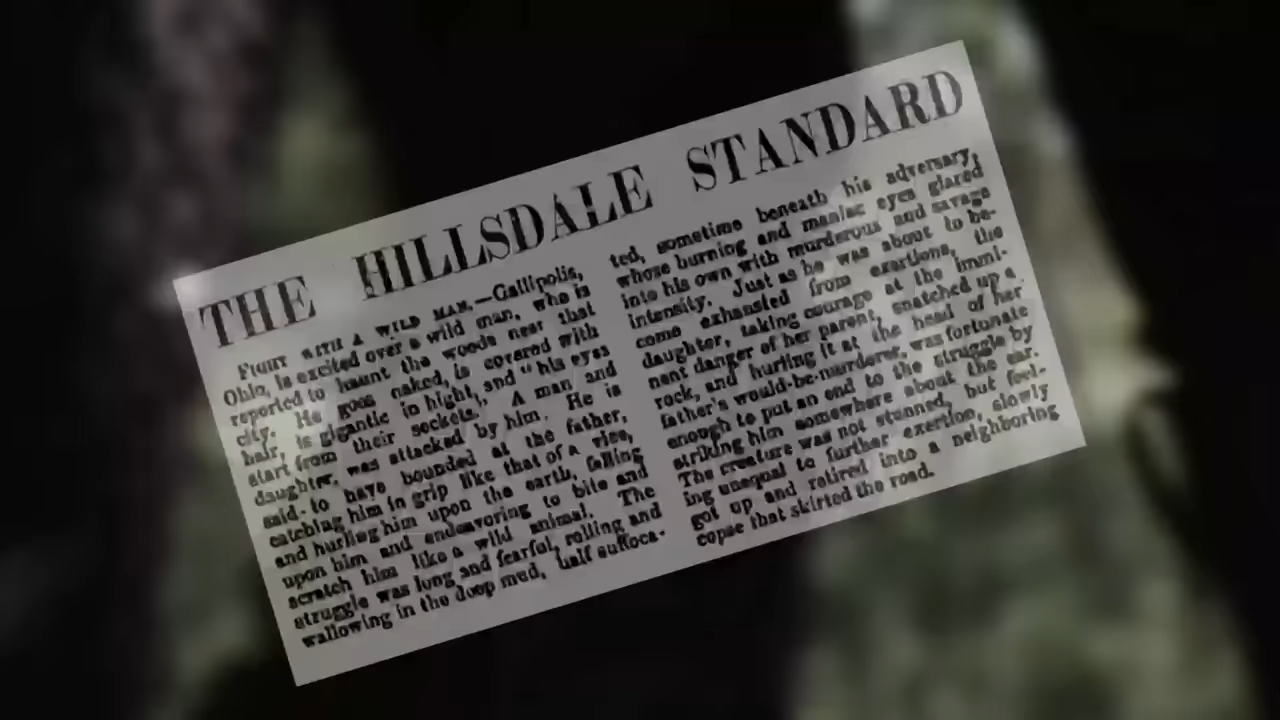 THE HILLSDALE STANDARD
FIGHT WITH A WILD MAN.—Gallipolis,
Ohio, is excited over a wild man, who is
reported to haunt the woods near that
city. He goes naked, is covered with
hair, is gigantic in hight, and "his eyes
start from their sockets." A man and
daughter, was attacked by him. He is
said to have bounded at the father,
catching him in grip like that of a vice,
and hurling him upon the earth, falling
upon him and endeavoring to bite and
scratch him like a wild animal. The
struggle was long and fearful, rolling and
wallowing in the deep mud, half suffoca-
ted, sometime beneath his adversary,
whose burning and maniac eyes glared
into his own with murderous and savage
intensity. Just as he was about to be-
come exhausted from exertions, the
daughter, taking courage at the immi-
nent danger of her parent, snatched up a
rock, and hurling it at the head of her
father's would-be-murderer, was fortunate
enough to put an end to the struggle by
striking him somewhere about the ear.
The creature was not stunned, but feel-
ing unequal to further exertion, slowly
got up and retired into a neighboring
copse that skirted the road.